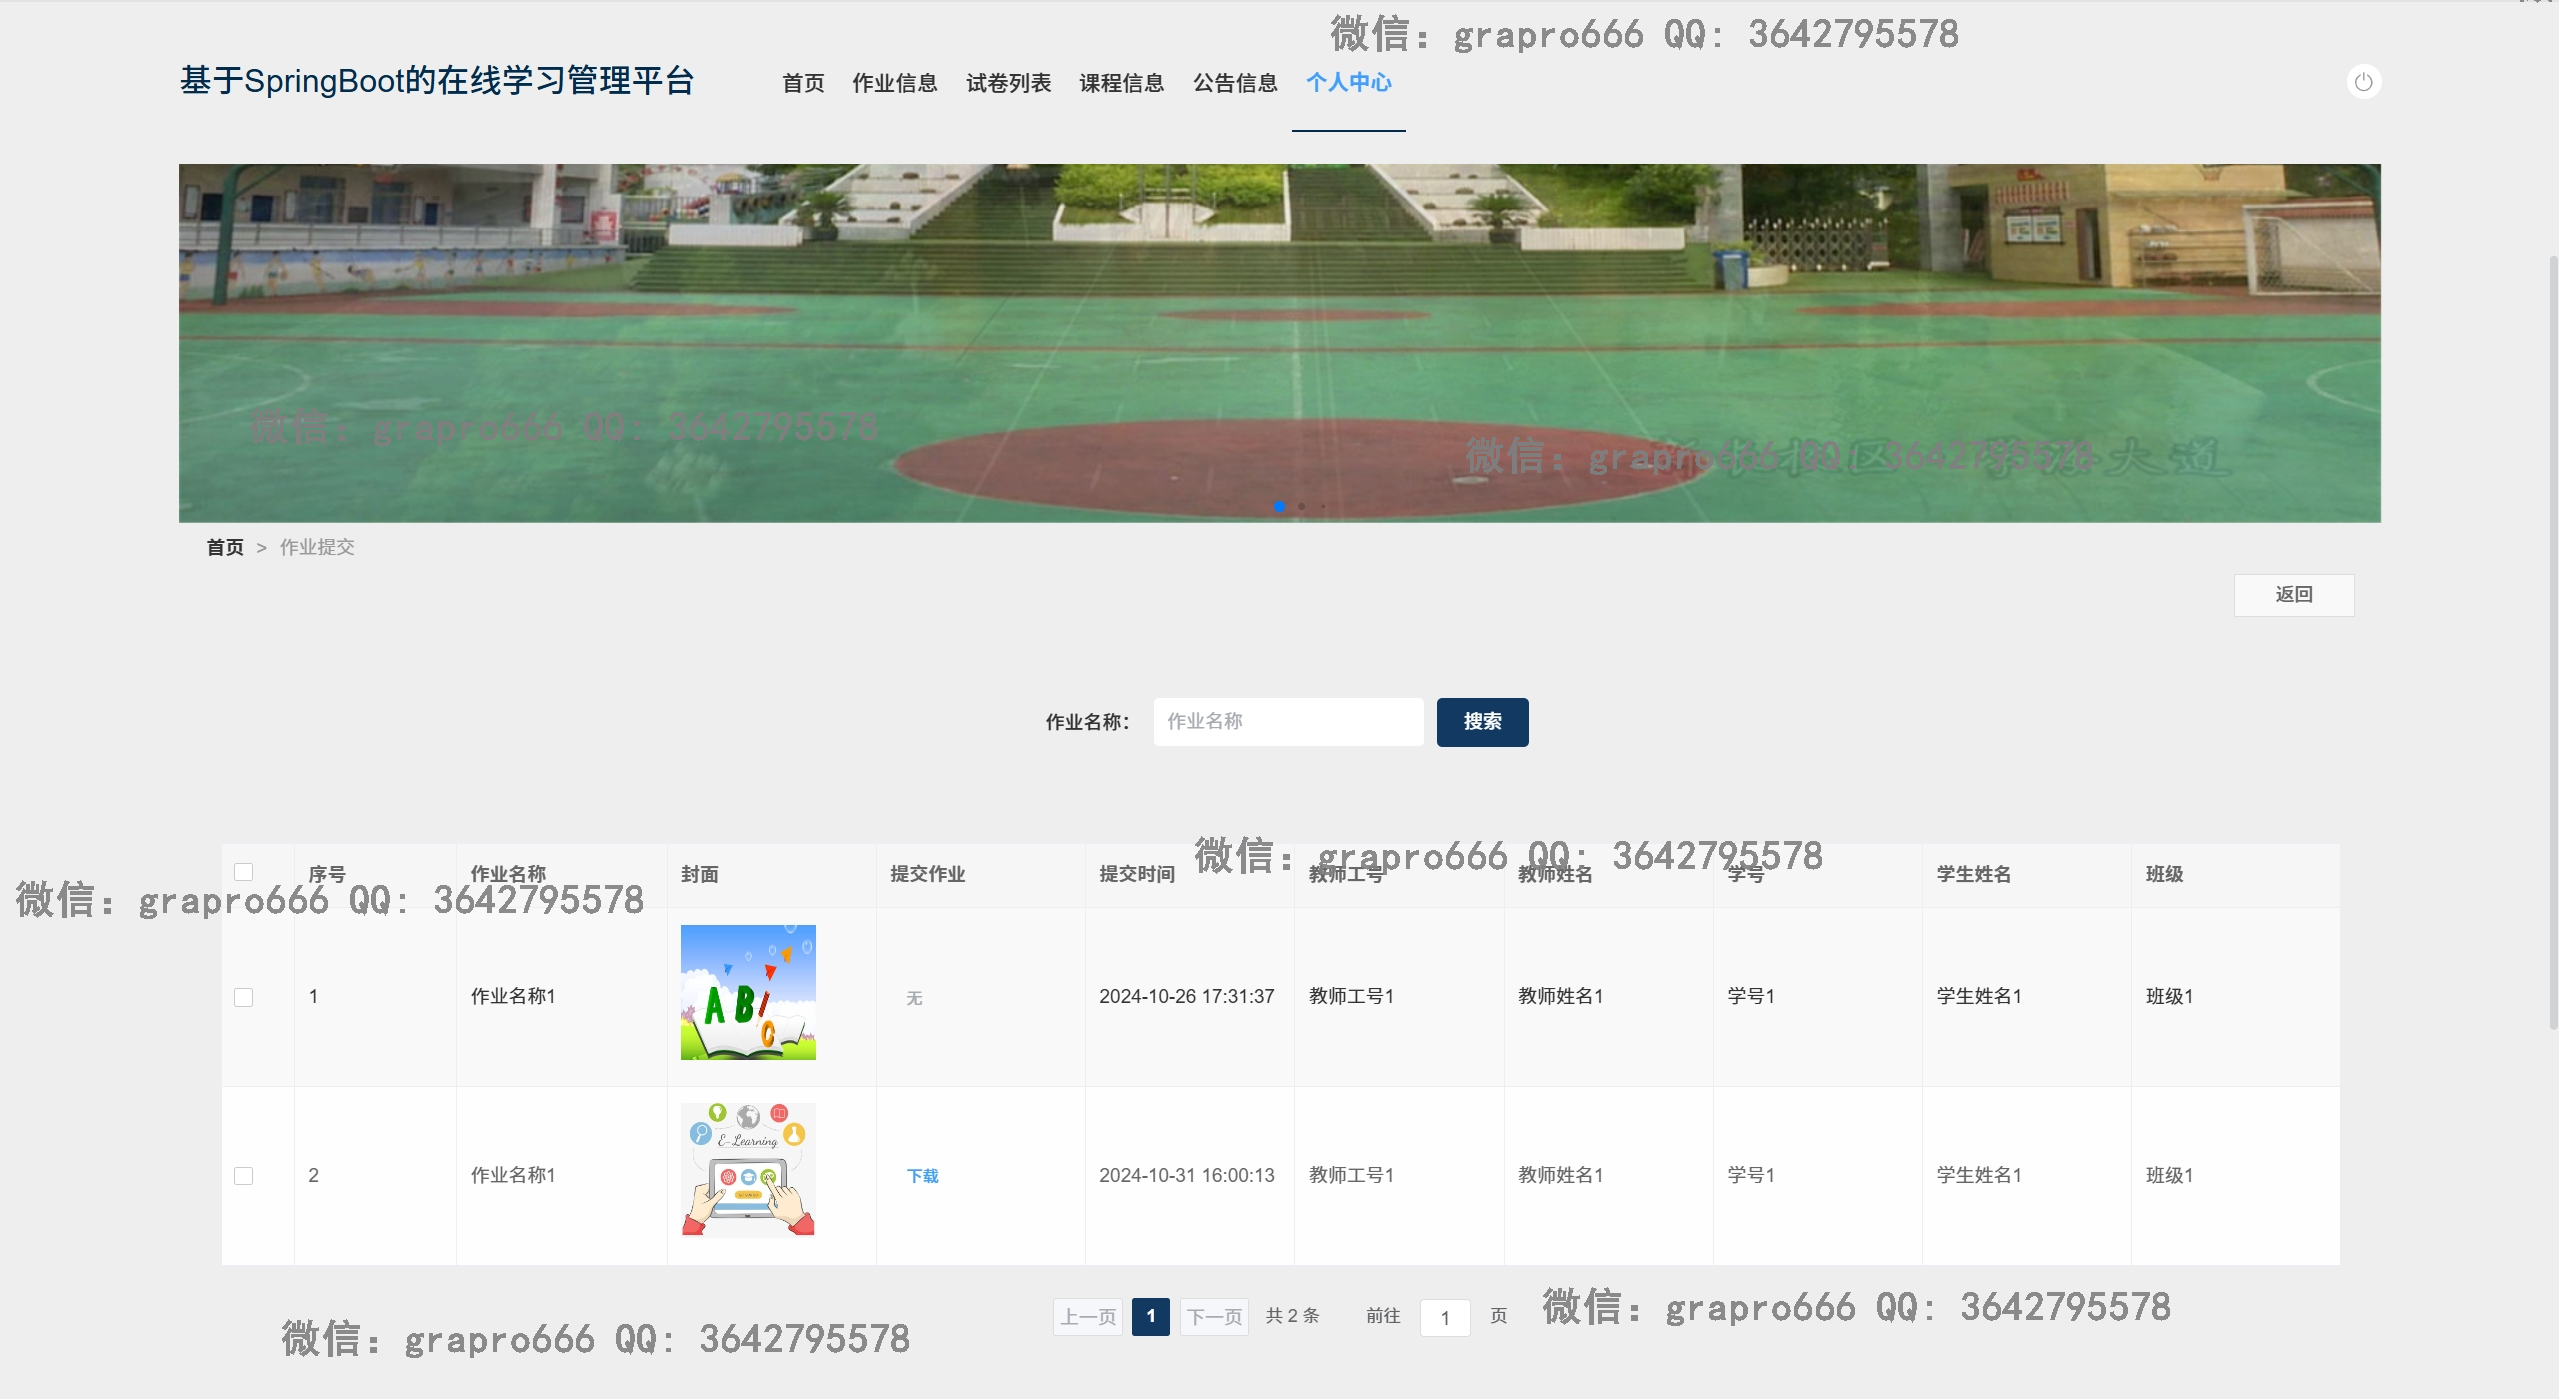 微信: grapro666 QQ: 3642795578
基于SpringBoot的在线学习管理平台
首页 作业信息 试卷列表 课程信息 公告信息 个人中心
微信: grapro666 QQ: 3642795578
微信: grapro666 QQ: 3642795578
大道
首页 > 作业提交
返回
作业名称: 作业名称 搜索
微信: grapro666 QQ: 3642795578
序号 作业名称 封面 提交作业 提交时间 教师工号 教师姓名 学号 学生姓名 班级
微信: grapro666 QQ: 3642795578
1 作业名称1 ABC 无 2024-10-26 17:31:37 教师工号1 教师姓名1 学号1 学生姓名1 班级1
E-Learning
2 作业名称1 下载 2024-10-31 16:00:13 教师工号1 教师姓名1 学号1 学生姓名1 班级1
上一页 1 下一页 共 2 条 前往 1 页
微信: grapro666 QQ: 3642795578
微信: grapro666 QQ: 3642795578